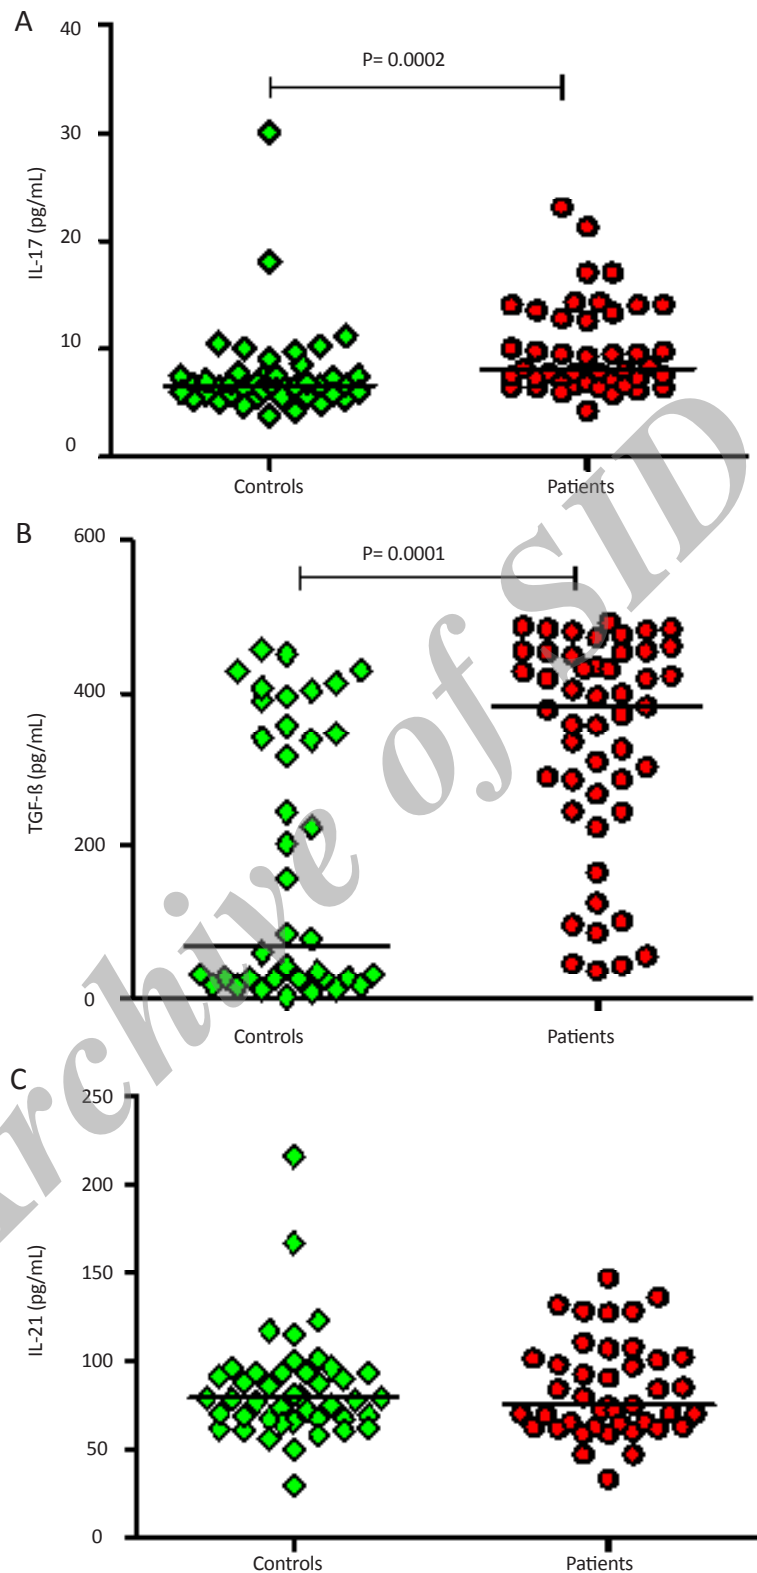 A
40
P= 0.0002
30
IL-17 (pg/mL)
20
10
0
Controls
Patients
B
600
P= 0.0001
400
TGF-ß (pg/mL)
200
0
Controls
Patients
C
250
200
150
IL-21 (pg/mL)
100
50
0
Controls
Patients
Archive of SID